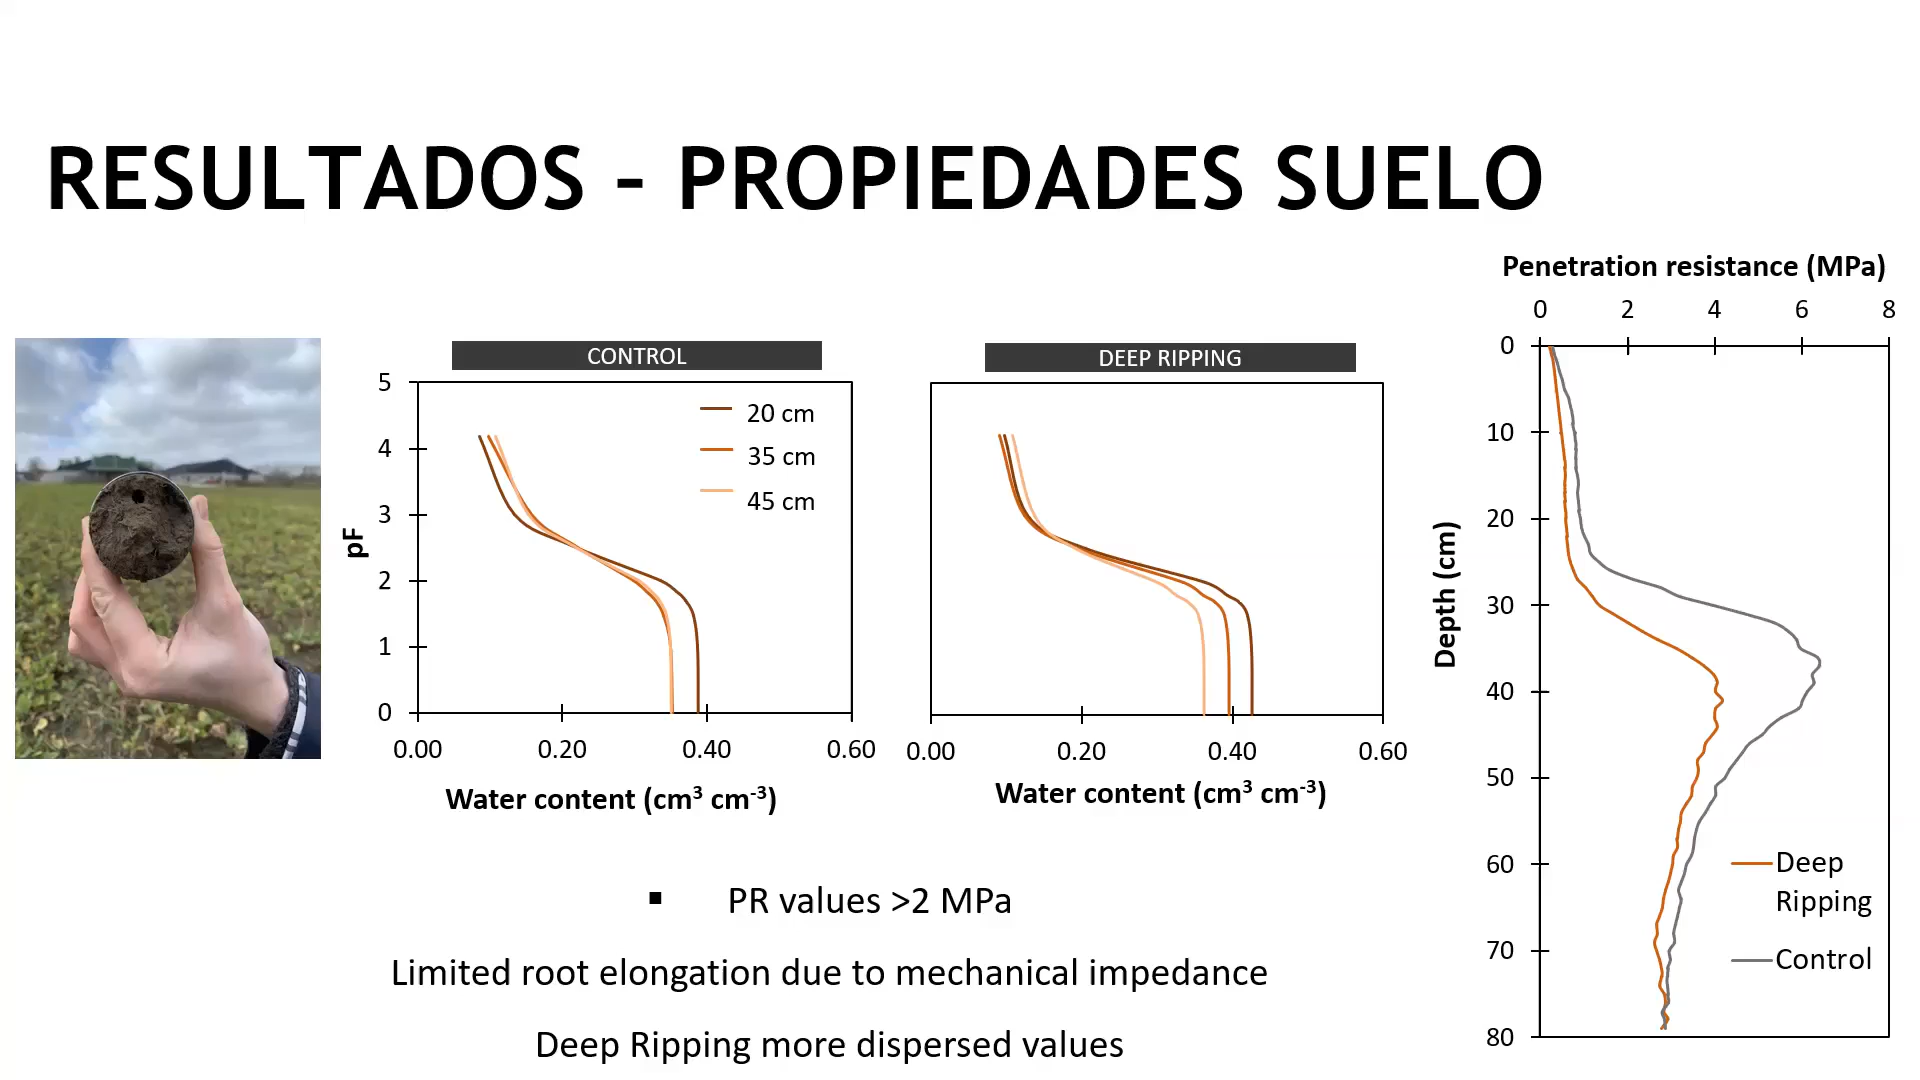 RESULTADOS - PROPIEDADES SUELO
CONTROL
5
4
3
2
1
0
pF
20 cm
35 cm
45 cm
0.00
0.20
0.40
0.60
Water content (cm³ cm⁻³)
DEEP RIPPING
0.00
0.20
0.40
0.60
Water content (cm³ cm⁻³)
Penetration resistance (MPa)
0
2
4
6
8
0
10
20
30
40
50
60
70
80
Depth (cm)
Deep
Ripping
Control
▪ PR values >2 MPa
Limited root elongation due to mechanical impedance
Deep Ripping more dispersed values